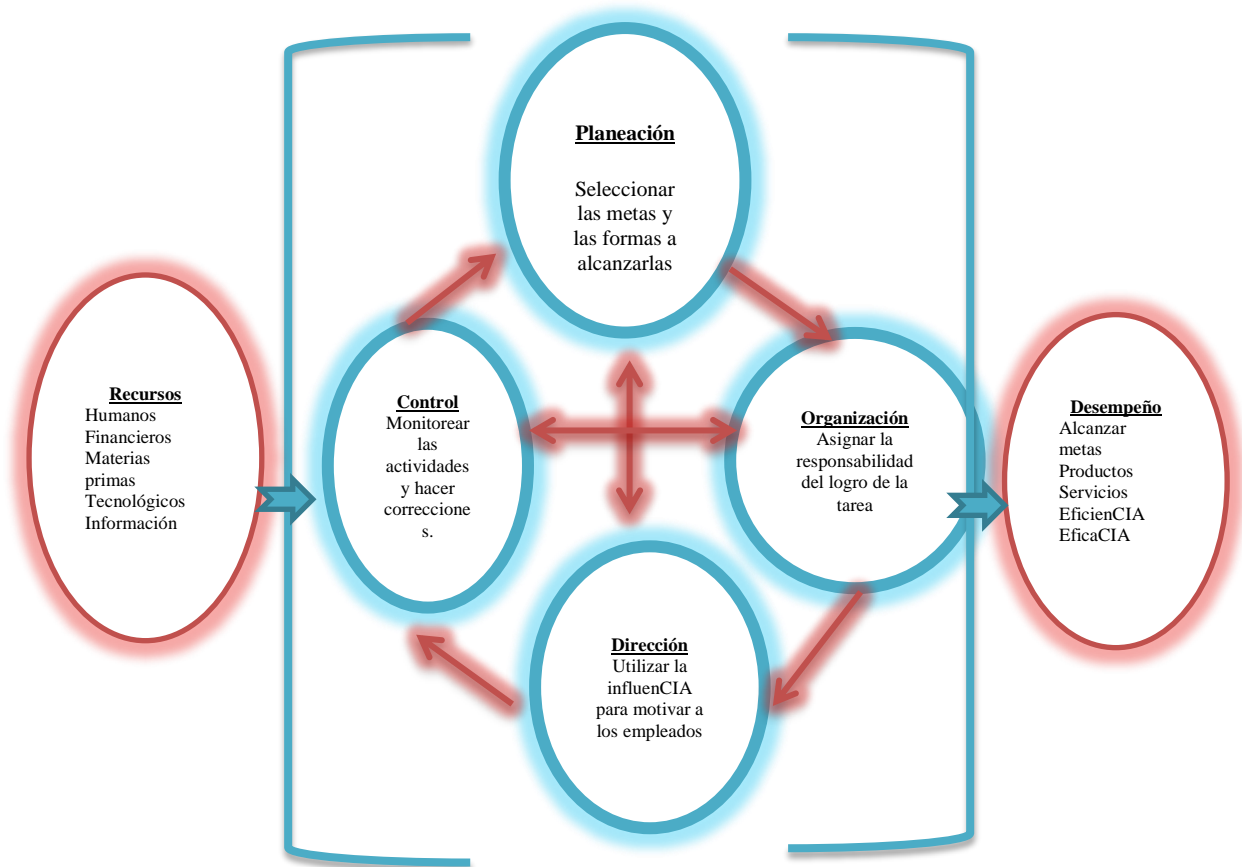 Planeación
Seleccionar
las metas y
las formas a
alcanzarlas
Recursos
Humanos
Financieros
Materias
primas
Tecnológicos
Información
Control
Monitorear
las
actividades
y hacer
correccione
s.
Organización
Asignar la
responsabilidad
del logro de la
tarea
Desempeño
Alcanzar
metas
Productos
Servicios
EficienCIA
EficaCIA
Dirección
Utilizar la
influenCIA
para motivar a
los empleados